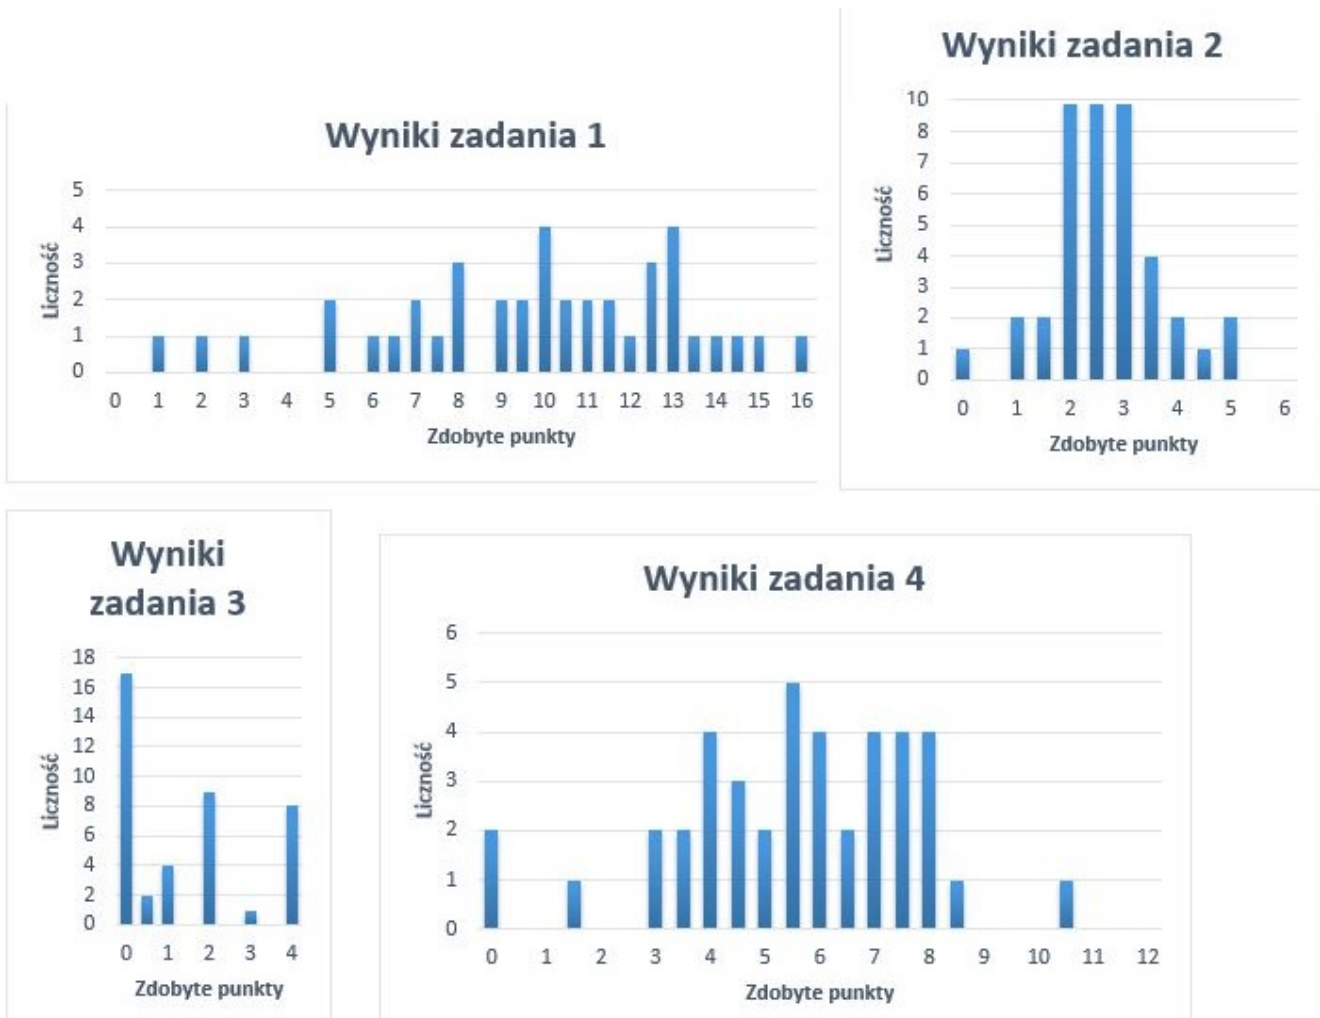 Wyniki zadania 1
5
4
3
2
1
0
Liczność
0 1 2 3 4 5 6 7 8 9 10 11 12 13 14 15 16
Zdobyte punkty
Wyniki zadania 2
10
8
7
6
5
4
3
2
1
0
Liczność
0 1 2 3 4 5 6
Zdobyte punkty
Wyniki
zadania 3
18
16
14
12
10
8
6
4
2
0
Liczność
0 1 2 3 4
Zdobyte punkty
Wyniki zadania 4
6
5
4
3
2
1
0
Liczność
0 1 2 3 4 5 6 7 8 9 10 11 12
Zdobyte punkty